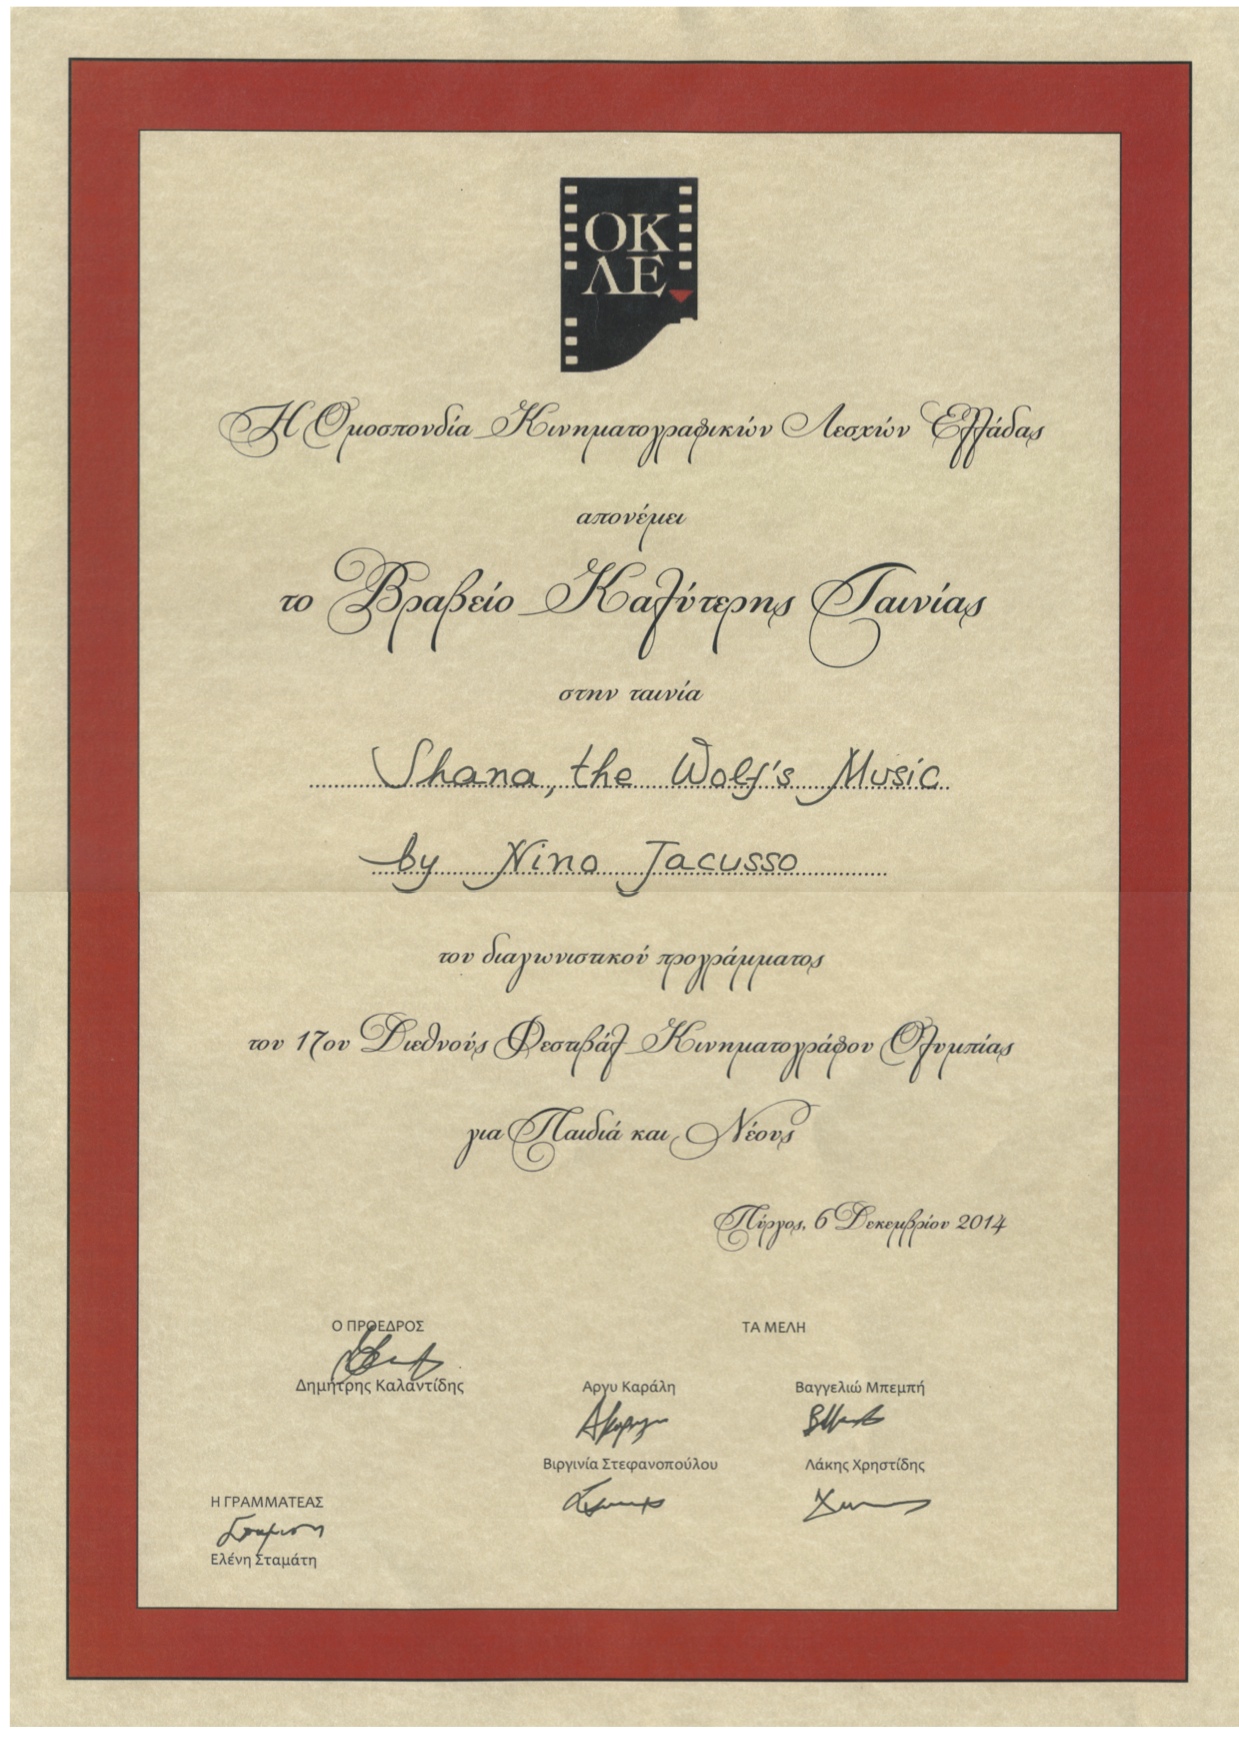 ΟΚ
ΛΕ
Η Ομοσπονδία Κινηματογραφικών Λεσχών Ελλάδας
απονέμει
το Βραβείο Καλύτερης Ταινίας
στην ταινία
Shana, the Wolf's Music
by Nino Jacusso
του διαγωνιστικού προγράμματος
του 17ου Διεθνούς Φεστιβάλ Κινηματογράφου Ολυμπίας
για Παιδιά και Νέους
Πύργος, 6 Δεκεμβρίου 2014
Ο ΠΡΟΕΔΡΟΣ ΤΑ ΜΕΛΗ
Δημήτρης Καλαντίδης Αργυ Καράλη Βαγγελιώ Μπεμπή
Βιργινία Στεφανοπούλου Λάκης Χρηστίδης
Η ΓΡΑΜΜΑΤΕΑΣ
Ελένη Σταμάτη